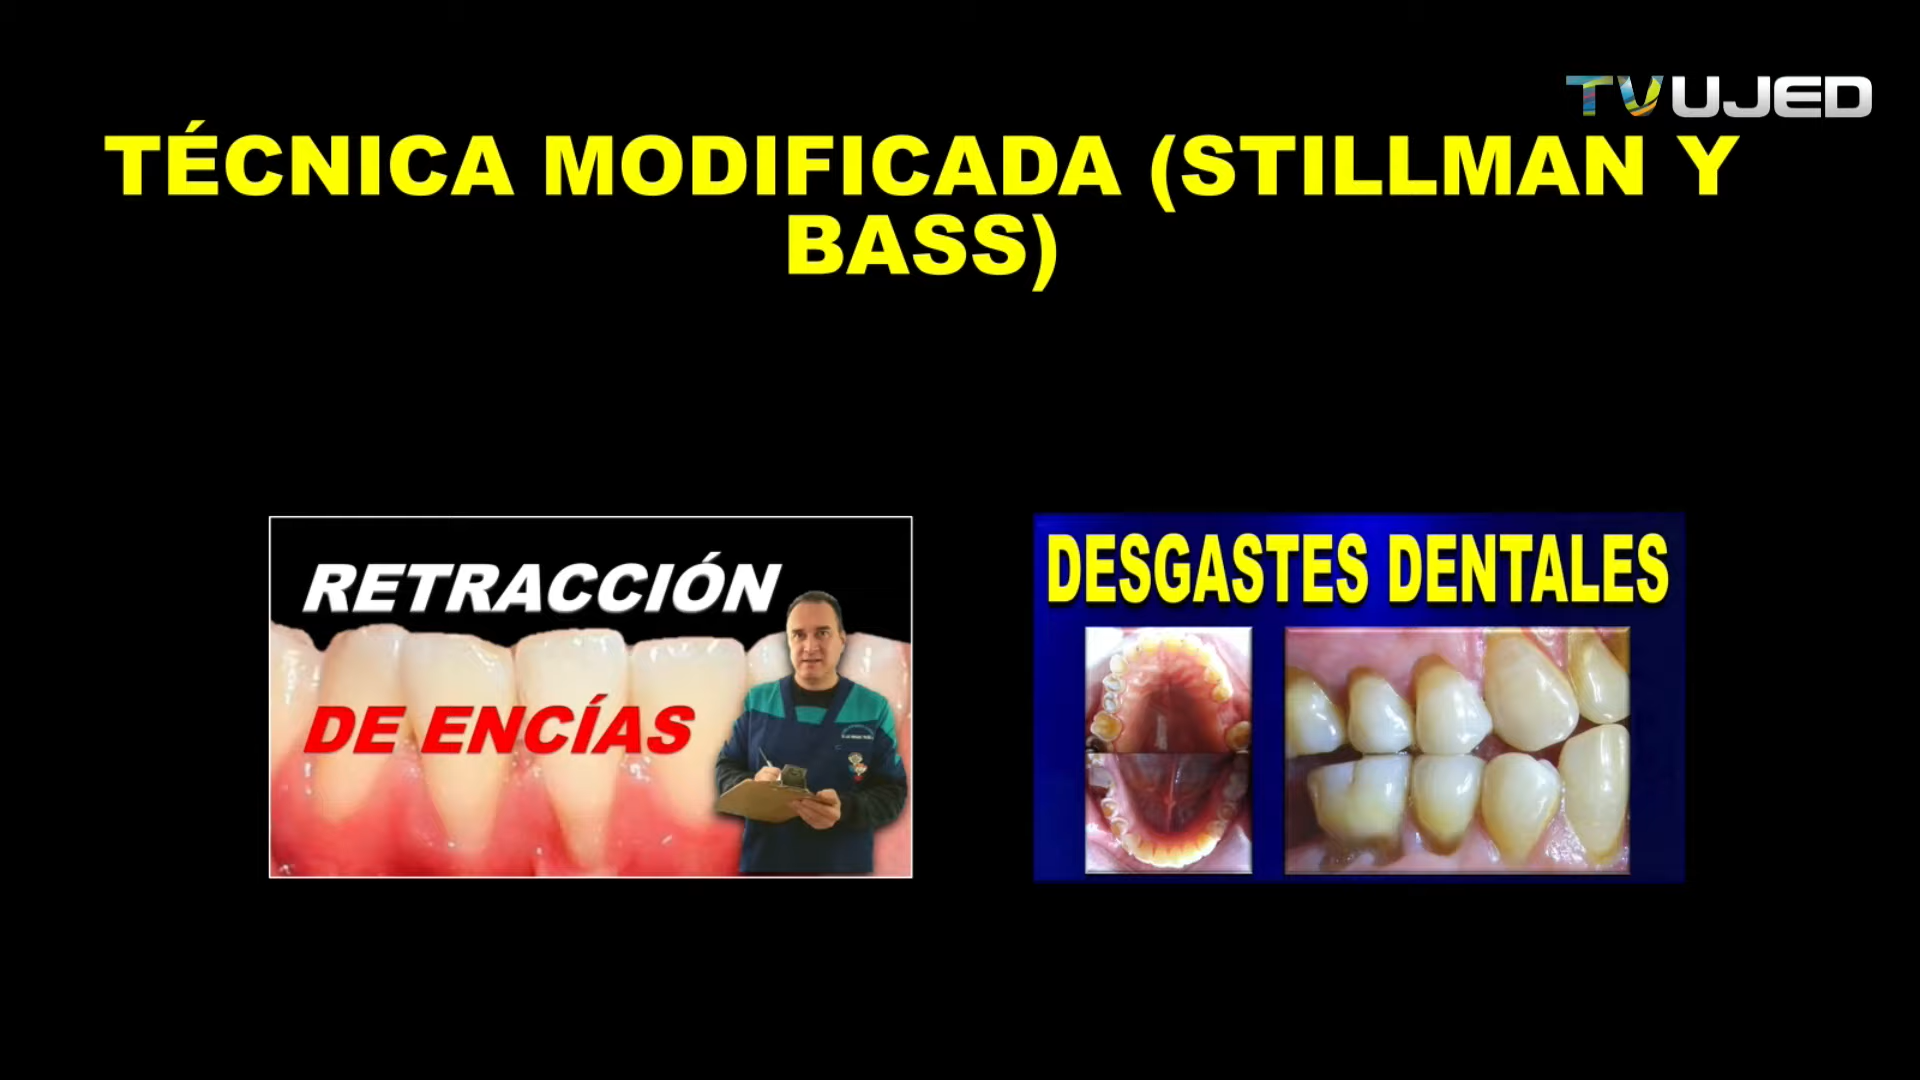 TVUJED
TÉCNICA MODIFICADA (STILLMAN Y
BASS)
RETRACCIÓN
DE ENCÍAS
DESGASTES DENTALES